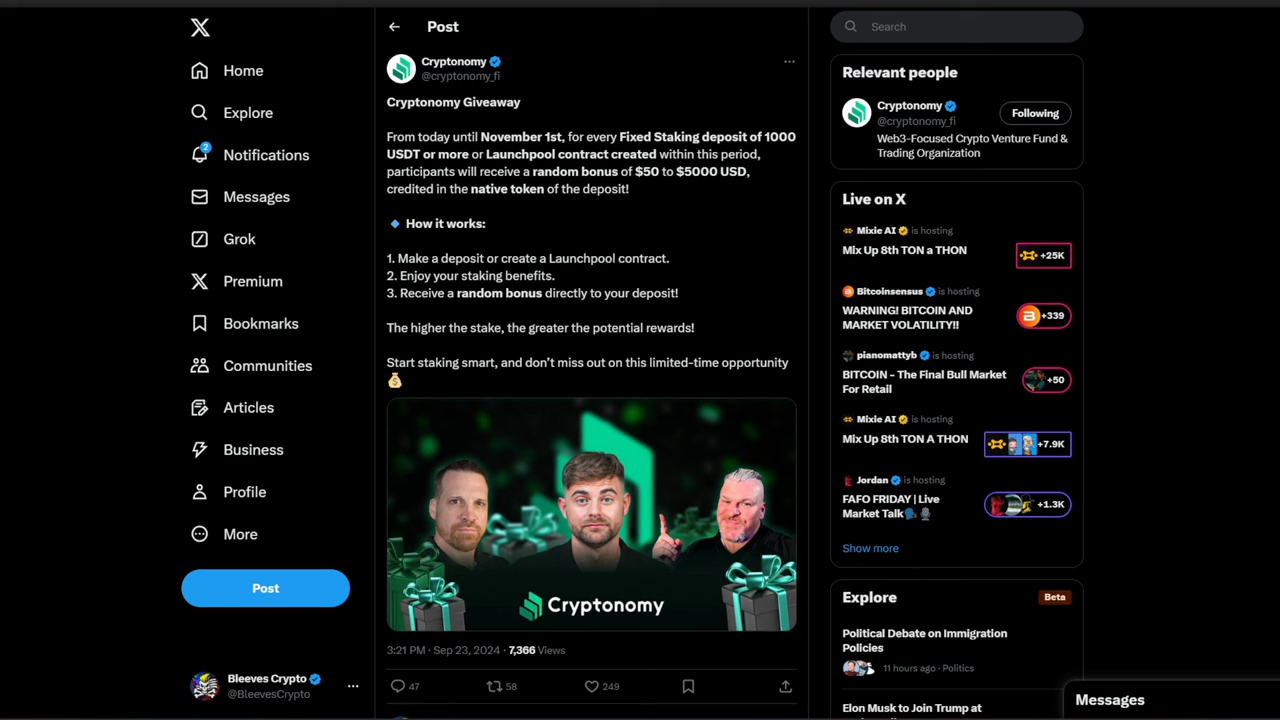 Home
Explore
2
Notifications
Messages
Grok
Premium
Bookmarks
Communities
Articles
Business
Profile
More
Post
Bleeves Crypto
@BleevesCrypto
Post
Cryptonomy
@cryptonomy_fi
Cryptonomy Giveaway
From today until November 1st, for every Fixed Staking deposit of 1000
USDT or more or Launchpool contract created within this period,
participants will receive a random bonus of $50 to $5000 USD,
credited in the native token of the deposit!
🔹 How it works:
1. Make a deposit or create a Launchpool contract.
2. Enjoy your staking benefits.
3. Receive a random bonus directly to your deposit!
The higher the stake, the greater the potential rewards!
Start staking smart, and don’t miss out on this limited-time opportunity
💰
Cryptonomy
3:21 PM · Sep 23, 2024 · 7,366 Views
47
58
249
Search
Relevant people
Cryptonomy
@cryptonomy_fi
Following
Web3-Focused Crypto Venture Fund &
Trading Organization
Live on X
Mixie AI is hosting
Mix Up 8th TON a THON
+25K
Bitcoinsensus is hosting
WARNING! BITCOIN AND
MARKET VOLATILITY!!
+339
pianomattyb is hosting
BITCOIN - The Final Bull Market
For Retail
+50
Mixie AI is hosting
Mix Up 8th TON A THON
+7.9K
Jordan is hosting
FAFO FRIDAY | Live
Market Talk🗣️🎙️
+1.3K
Show more
Explore
Beta
Political Debate on Immigration
Policies
11 hours ago · Politics
Elon Musk to Join Trump at
Messages